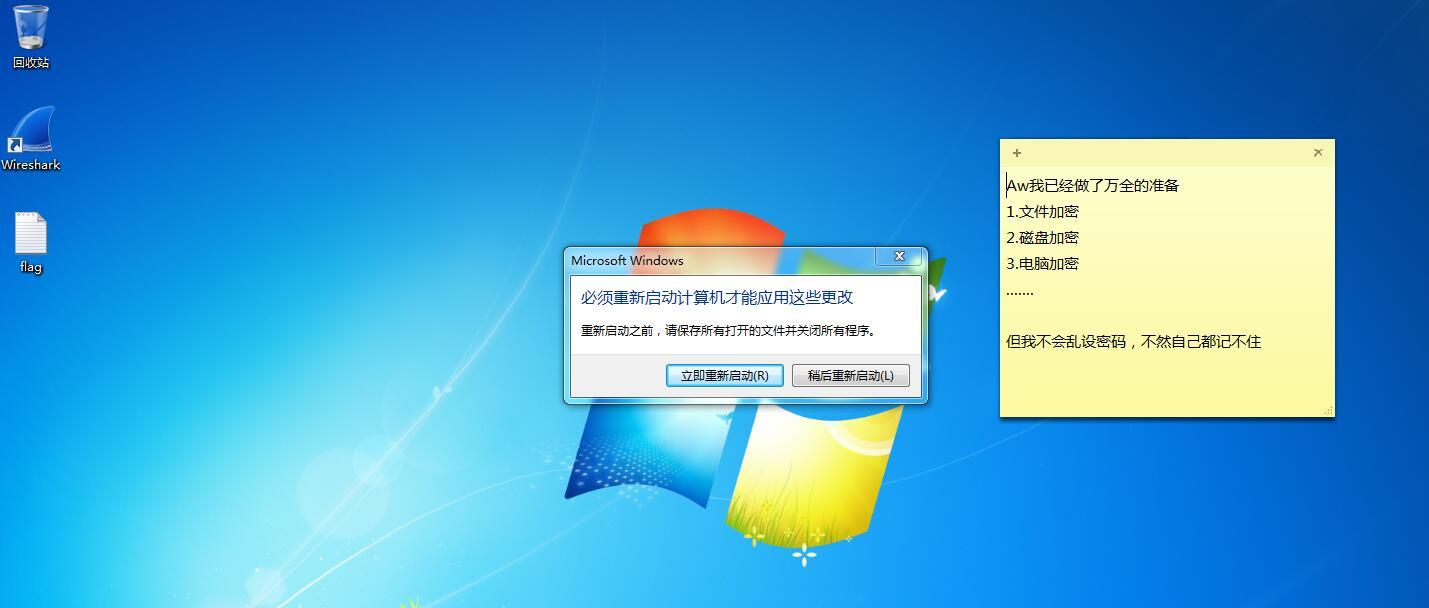 回收站
Wireshark
flag
Microsoft Windows
必须重新启动计算机才能应用这些更改
重新启动之前，请保存所有打开的文件并关闭所有程序。
立即重新启动(R)
稍后重新启动(L)
Aw我已经做了万全的准备
1.文件加密
2.磁盘加密
3.电脑加密
.......
但我不会乱设密码，不然自己都记不住